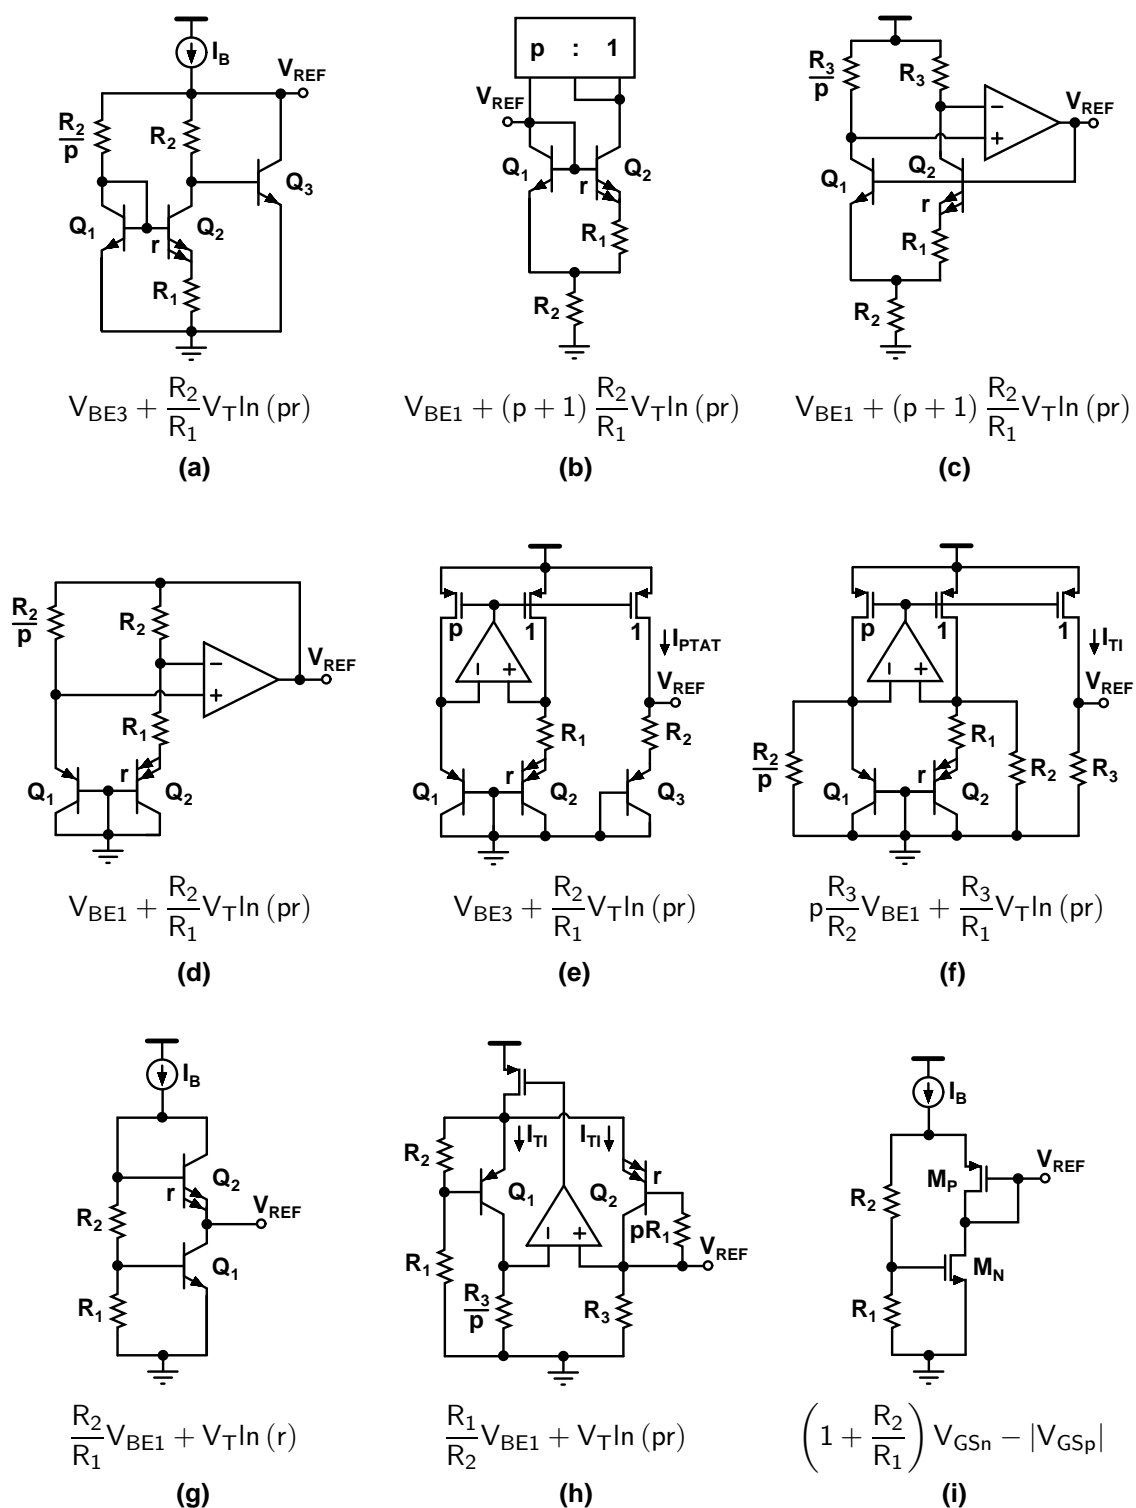 I_B
V_REF
R_2/p
R_2
Q_3
Q_1
r
Q_2
R_1
V_BE3 + R_2/R_1 V_T ln (pr)
(a)
p : 1
V_REF
Q_1
r
Q_2
R_1
R_2
V_BE1 + (p + 1) R_2/R_1 V_T ln (pr)
(b)
R_3/p
R_3
−
+
V_REF
Q_1
Q_2
r
R_1
R_2
V_BE1 + (p + 1) R_2/R_1 V_T ln (pr)
(c)
R_2/p
R_2
−
+
V_REF
R_1
Q_1
r
Q_2
V_BE1 + R_2/R_1 V_T ln (pr)
(d)
p
1
1
I_PTAT
−
+
V_REF
R_1
R_2
Q_1
r
Q_2
Q_3
V_BE3 + R_2/R_1 V_T ln (pr)
(e)
p
1
1
I_TI
−
+
V_REF
R_2/p
R_1
R_2
R_3
Q_1
r
Q_2
p R_3/R_2 V_BE1 + R_3/R_1 V_T ln (pr)
(f)
I_B
Q_2
r
V_REF
R_2
Q_1
R_1
R_2/R_1 V_BE1 + V_T ln (r)
(g)
I_TI
I_TI
R_2
Q_1
Q_2
r
−
+
pR_1
V_REF
R_1
R_3/p
R_3
R_1/R_2 V_BE1 + V_T ln (pr)
(h)
I_B
M_P
V_REF
R_2
M_N
R_1
(1 + R_2/R_1) V_GSn − |V_GSp|
(i)